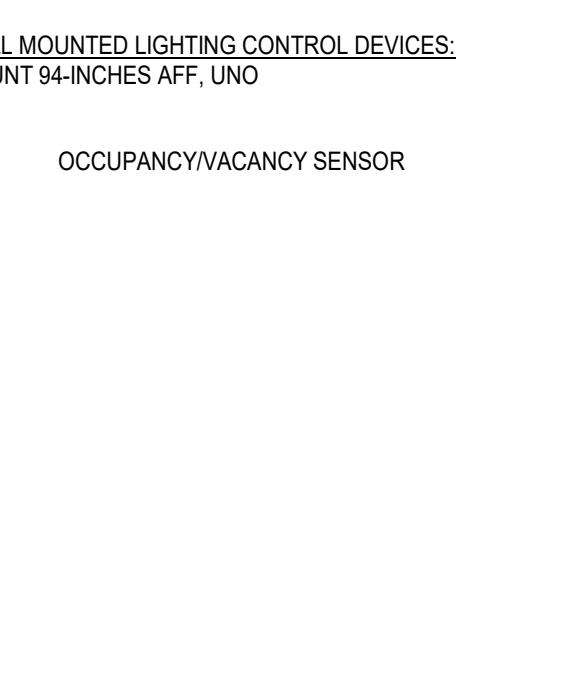 L MOUNTED LIGHTING CONTROL DEVICES:
UNT 94-INCHES AFF, UNO
OCCUPANCY/VACANCY SENSOR